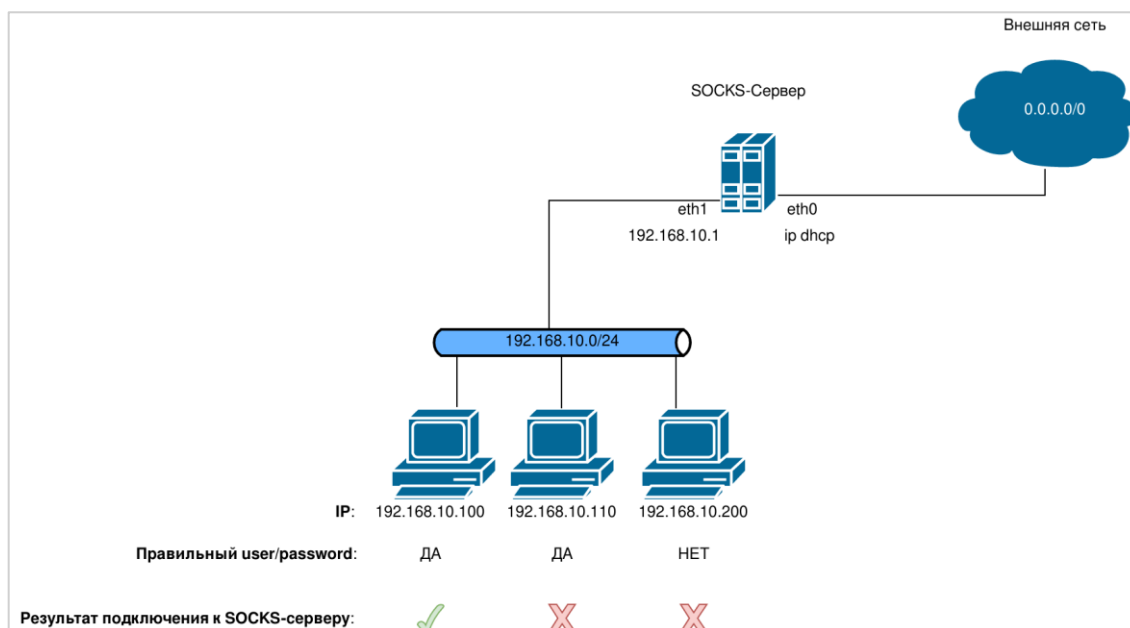 Внешняя сеть
SOCKS-Сервер
0.0.0.0/0
eth1 eth0
192.168.10.1 ip dhcp
192.168.10.0/24
IP: 192.168.10.100 192.168.10.110 192.168.10.200
Правильный user/password: ДА ДА НЕТ
Результат подключения к SOCKS-серверу: